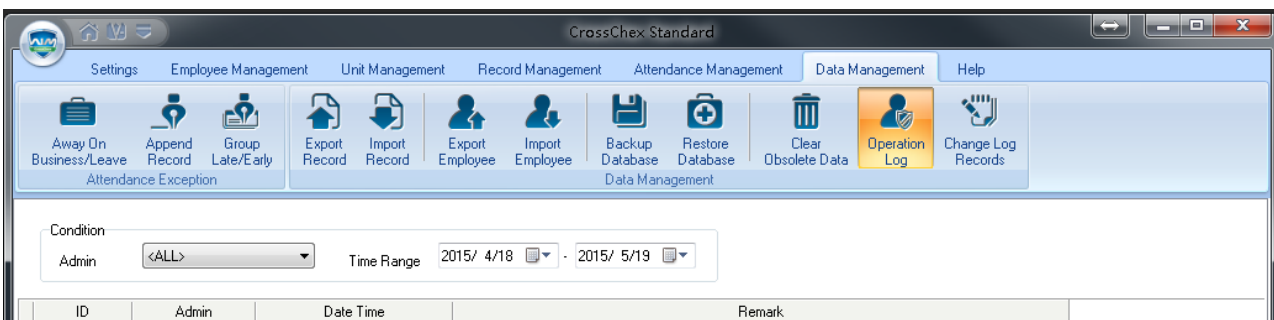 CrossChex Standard
AIM
Settings Employee Management Unit Management Record Management Attendance Management Data Management Help
Away On Append Group Export Import Export Import Backup Restore Clear Operation Change Log
Business/Leave Record Late/Early Record Record Employee Employee Database Database Obsolete Data Log Records
Attendance Exception Data Management
Condition
Admin <ALL> Time Range 2015/ 4/18 - 2015/ 5/19
ID Admin Date Time Remark